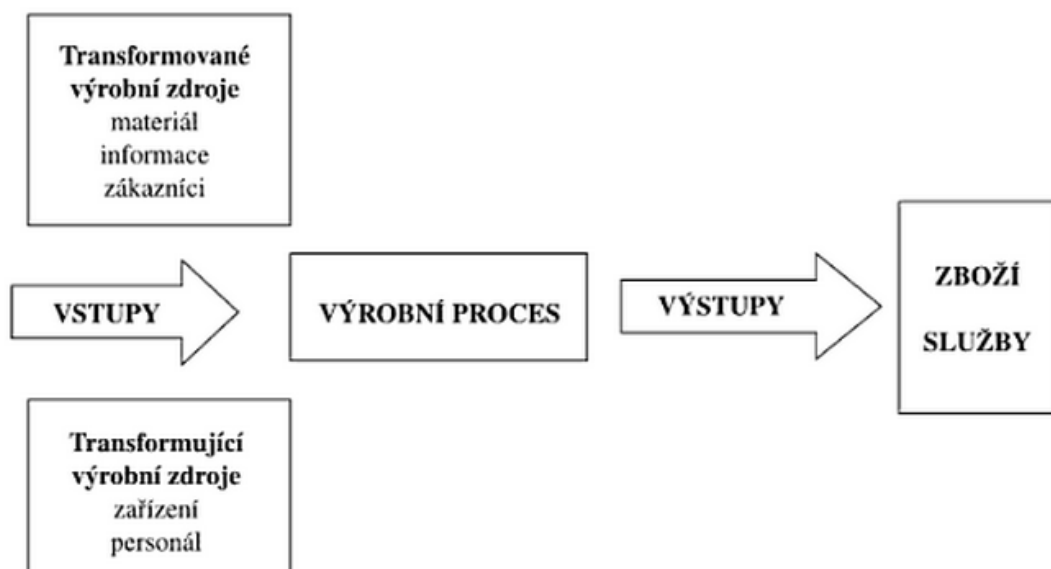 Transformované
výrobní zdroje
materiál
informace
zákazníci
VSTUPY
VÝROBNÍ PROCES
VÝSTUPY
ZBOŽÍ
SLUŽBY
Transformující
výrobní zdroje
zařízení
personál